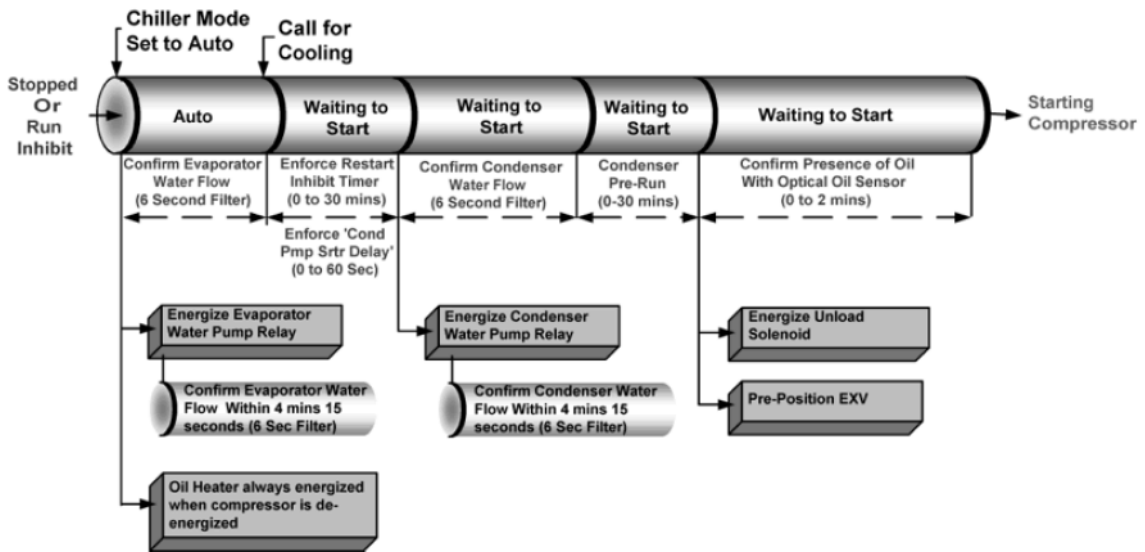 Chiller Mode
Set to Auto
Call for
Cooling
Stopped
Or
Run
Inhibit
Auto
Waiting to
Start
Waiting to
Start
Waiting to
Start
Waiting to Start
Starting
Compressor
Confirm Evaporator
Water Flow
(6 Second Filter)
Enforce Restart
Inhibit Timer
(0 to 30 mins)
Enforce 'Cond
Pmp Srtr Delay'
(0 to 60 Sec)
Confirm Condenser
Water Flow
(6 Second Filter)
Condenser
Pre-Run
(0-30 mins)
Confirm Presence of Oil
With Optical Oil Sensor
(0 to 2 mins)
Energize Evaporator
Water Pump Relay
Confirm Evaporator Water
Flow Within 4 mins 15
seconds (6 Sec Filter)
Oil Heater always energized
when compressor is de-
energized
Energize Condenser
Water Pump Relay
Confirm Condenser Water
Flow Within 4 mins 15
seconds (6 Sec Filter)
Energize Unload
Solenoid
Pre-Position EXV